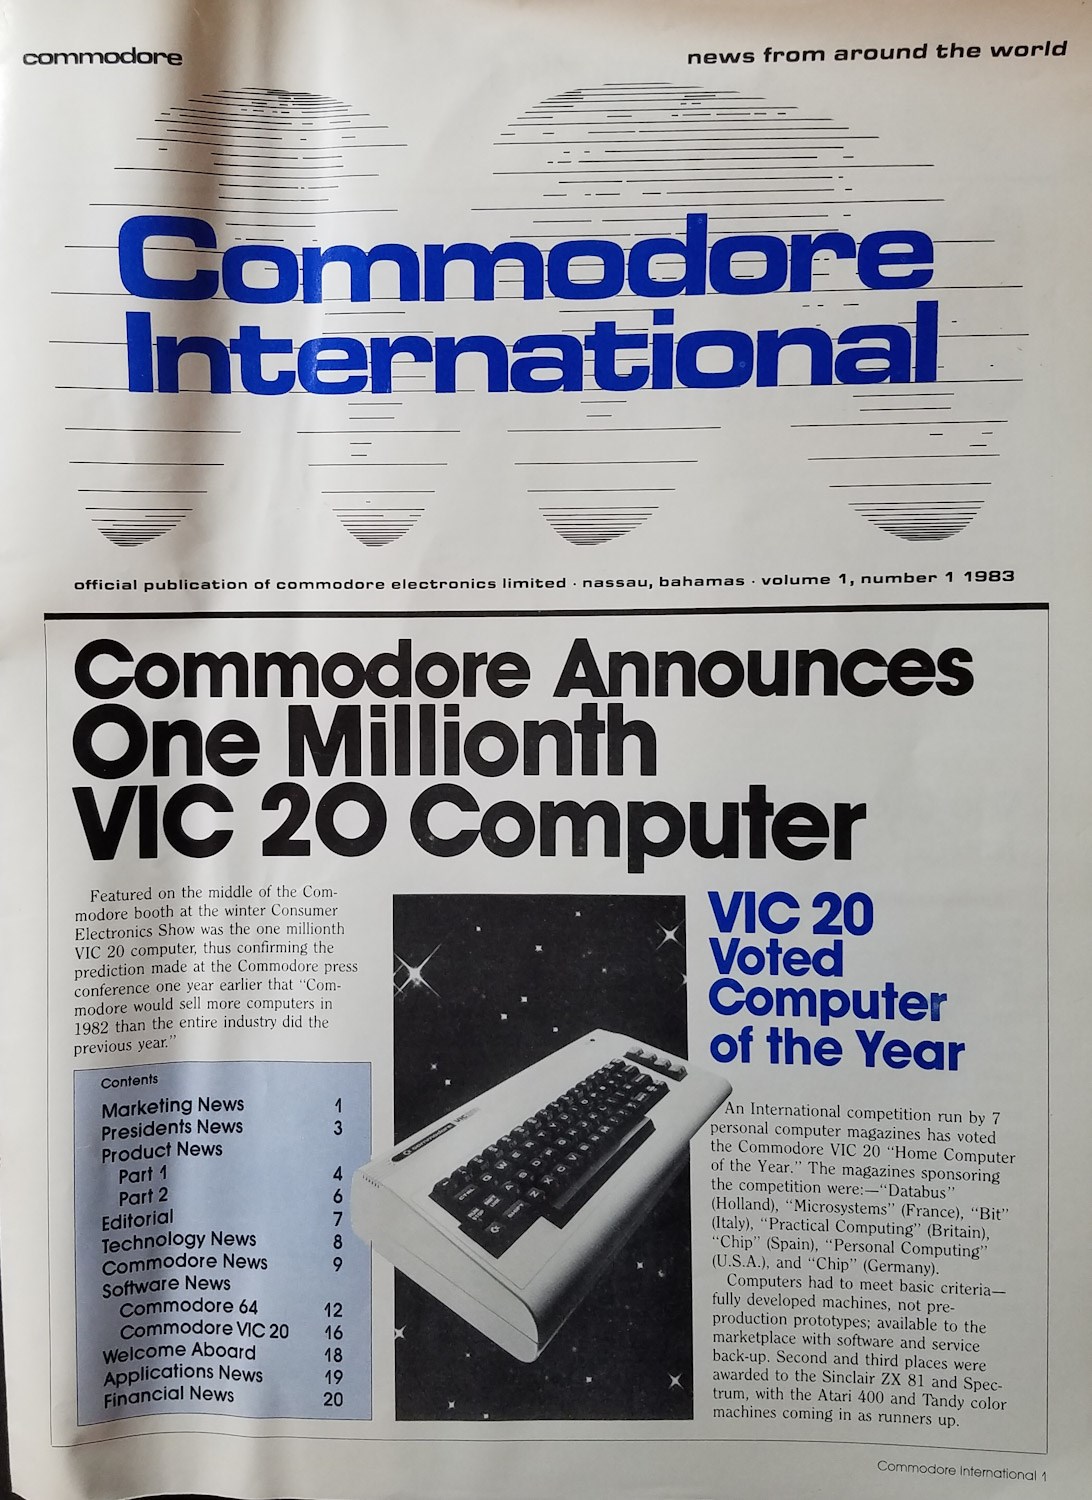 commodore
news from around the world
Commodore
International
official publication of commodore electronics limited · nassau, bahamas · volume 1, number 1 1983
Commodore Announces
One Millionth
VIC 20 Computer
Featured on the middle of the Com-
modore booth at the winter Consumer
Electronics Show was the one millionth
VIC 20 computer, thus confirming the
prediction made at the Commodore press
conference one year earlier that “Com-
modore would sell more computers in
1982 than the entire industry did the
previous year.”
Contents
Marketing News 1
Presidents News 3
Product News
Part 1 4
Part 2 6
Editorial 7
Technology News 8
Commodore News 9
Software News
Commodore 64 12
Commodore VIC 20 16
Welcome Aboard 18
Applications News 19
Financial News 20
commodore VIC
VIC 20
Voted
Computer
of the Year
An International competition run by 7
personal computer magazines has voted
the Commodore VIC 20 “Home Computer
of the Year.” The magazines sponsoring
the competition were:—“Databus”
(Holland), “Microsystems” (France), “Bit”
(Italy), “Practical Computing” (Britain),
“Chip” (Spain), “Personal Computing”
(U.S.A.), and “Chip” (Germany).
Computers had to meet basic criteria—
fully developed machines, not pre-
production prototypes; available to the
marketplace with software and service
back-up. Second and third places were
awarded to the Sinclair ZX 81 and Spec-
trum, with the Atari 400 and Tandy color
machines coming in as runners up.
Commodore International 1